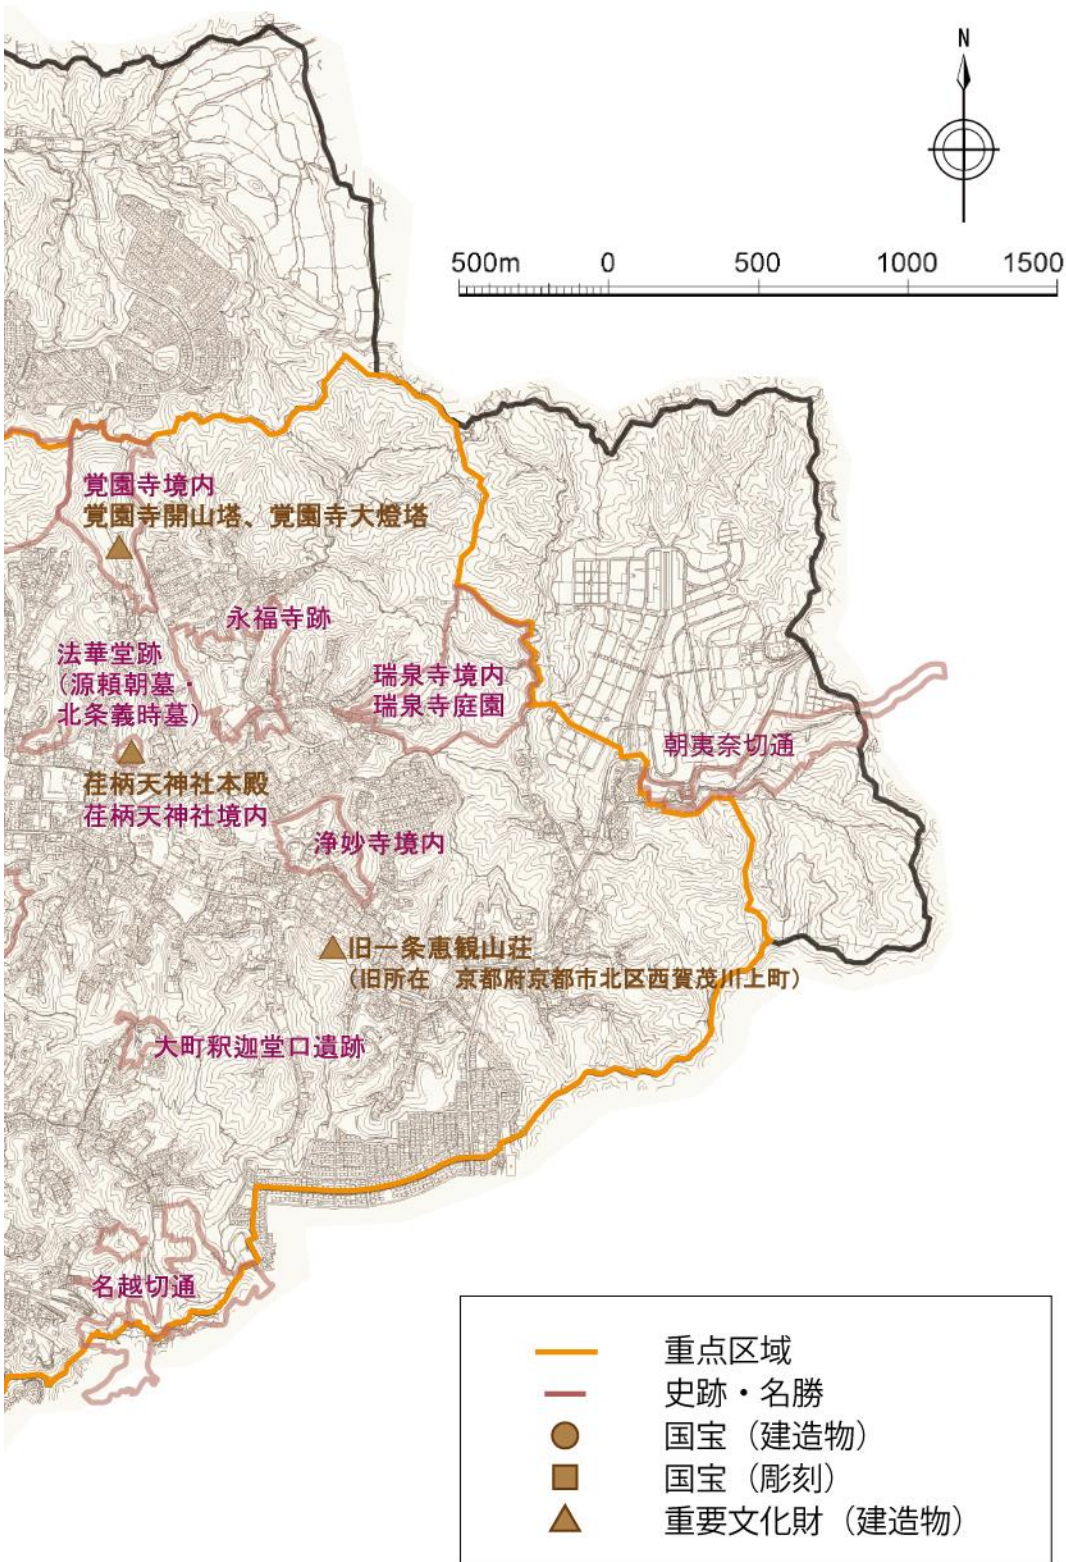 N
500m 0 500 1000 1500
覚園寺境内
覚園寺開山塔、覚園寺大燈塔
永福寺跡
法華堂跡
（源頼朝墓・
北条義時墓）
瑞泉寺境内
瑞泉寺庭園
朝夷奈切通
荏柄天神社本殿
荏柄天神社境内
浄妙寺境内
旧一条恵観山荘
（旧所在　京都府京都市北区西賀茂川上町）
大町釈迦堂口遺跡
名越切通
重点区域
史跡・名勝
国宝（建造物）
国宝（彫刻）
重要文化財（建造物）